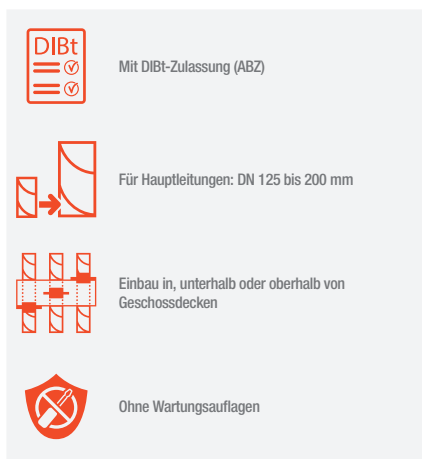 DIBt
Mit DIBt-Zulassung (ABZ)
Für Hauptleitungen: DN 125 bis 200 mm
Einbau in, unterhalb oder oberhalb von
Geschossdecken
Ohne Wartungsauflagen